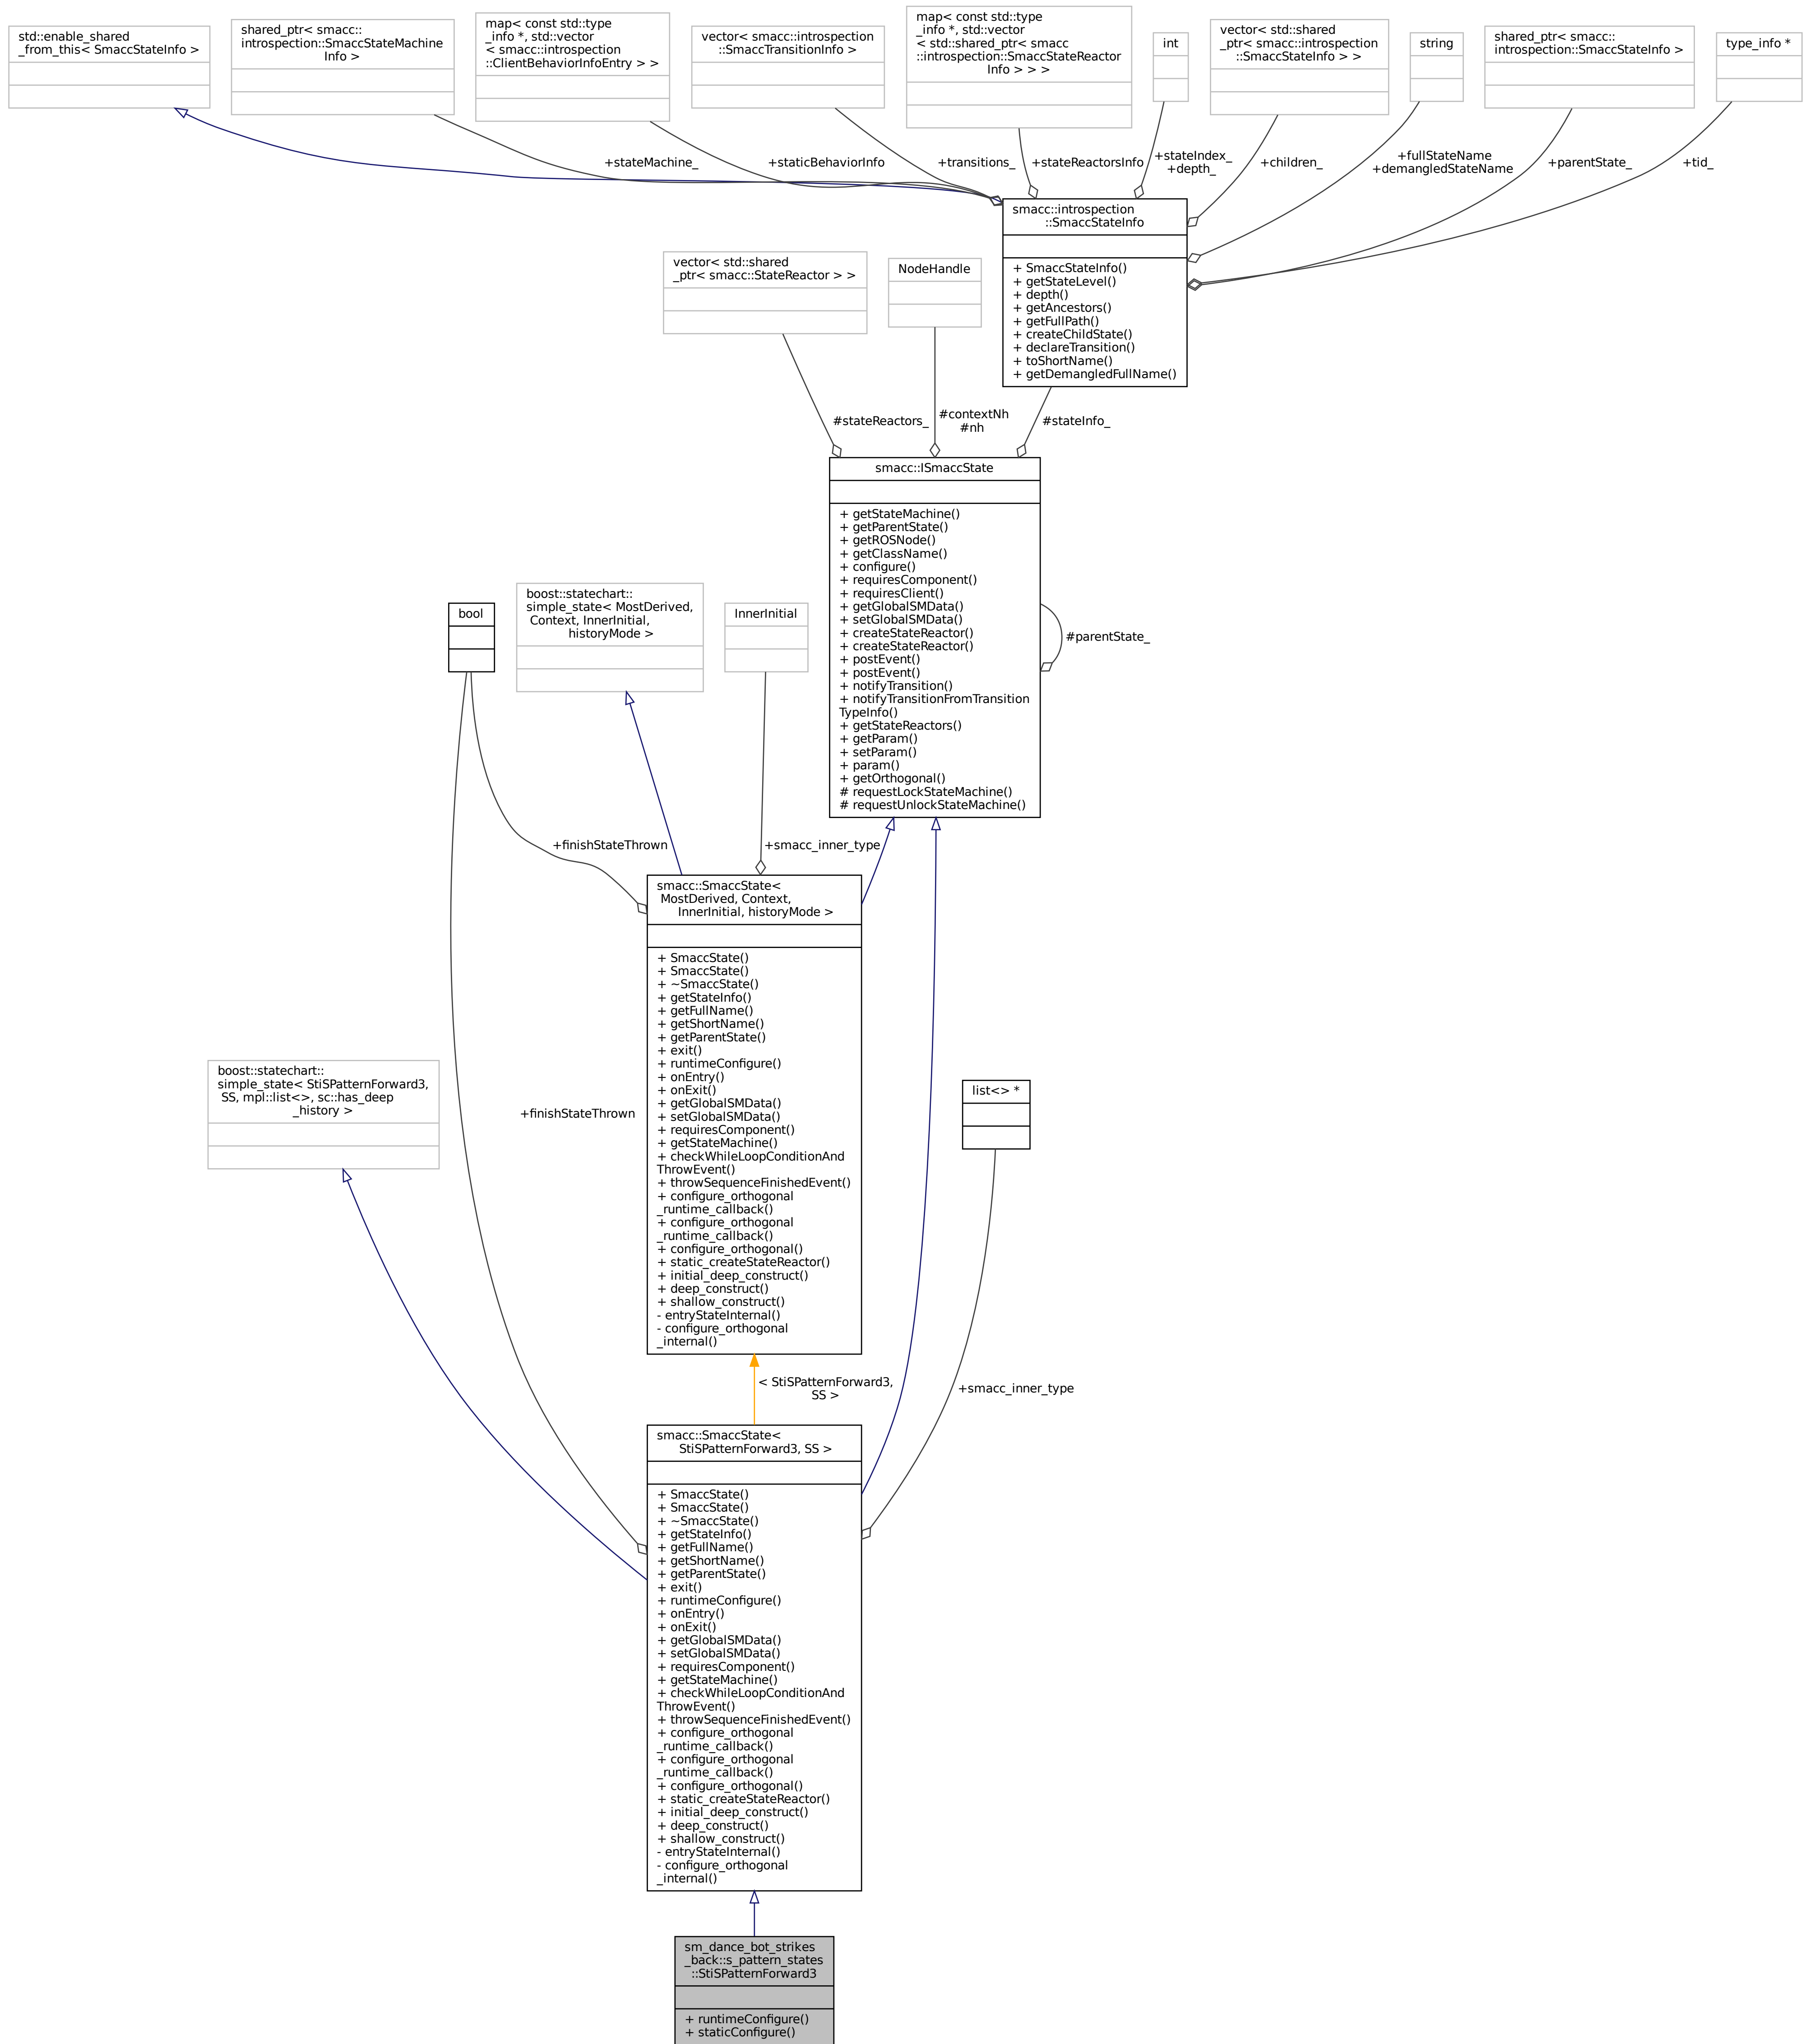 std::enable_shared
_from_this< SmaccStateInfo >
shared_ptr< smacc::
introspection::SmaccStateMachine
Info >
map< const std::type
_info *, std::vector
< smacc::introspection
::ClientBehaviorInfoEntry > >
vector< smacc::introspection
::SmaccTransitionInfo >
map< const std::type
_info *, std::vector
< std::shared_ptr< smacc
::introspection::SmaccStateReactor
Info > > >
int
vector< std::shared
_ptr< smacc::introspection
::SmaccStateInfo > >
string
shared_ptr< smacc::
introspection::SmaccStateInfo >
type_info *
+stateMachine_
+staticBehaviorInfo
+transitions_
+stateReactorsInfo
+stateIndex_
+depth_
+children_
+fullStateName
+demangledStateName
+parentState_
+tid_
smacc::introspection
::SmaccStateInfo
+ SmaccStateInfo()
+ getStateLevel()
+ depth()
+ getAncestors()
+ getFullPath()
+ createChildState()
+ declareTransition()
+ toShortName()
+ getDemangledFullName()
vector< std::shared
_ptr< smacc::StateReactor > >
NodeHandle
#stateReactors_
#contextNh
#nh
#stateInfo_
smacc::ISmaccState
+ getStateMachine()
+ getParentState()
+ getROSNode()
+ getClassName()
+ configure()
+ requiresComponent()
+ requiresClient()
+ getGlobalSMData()
+ setGlobalSMData()
+ createStateReactor()
+ createStateReactor()
+ postEvent()
+ postEvent()
+ notifyTransition()
+ notifyTransitionFromTransition
TypeInfo()
+ getStateReactors()
+ getParam()
+ setParam()
+ param()
+ getOrthogonal()
# requestLockStateMachine()
# requestUnlockStateMachine()
#parentState_
bool
boost::statechart::
simple_state< MostDerived,
Context, InnerInitial,
historyMode >
InnerInitial
+finishStateThrown
+smacc_inner_type
smacc::SmaccState<
MostDerived, Context,
InnerInitial, historyMode >
+ SmaccState()
+ SmaccState()
+ ~SmaccState()
+ getStateInfo()
+ getFullName()
+ getShortName()
+ getParentState()
+ exit()
+ runtimeConfigure()
+ onEntry()
+ onExit()
+ getGlobalSMData()
+ setGlobalSMData()
+ requiresComponent()
+ getStateMachine()
+ checkWhileLoopConditionAnd
ThrowEvent()
+ throwSequenceFinishedEvent()
+ configure_orthogonal
_runtime_callback()
+ configure_orthogonal
_runtime_callback()
+ configure_orthogonal()
+ static_createStateReactor()
+ initial_deep_construct()
+ deep_construct()
+ shallow_construct()
- entryStateInternal()
- configure_orthogonal
_internal()
boost::statechart::
simple_state< StiSPatternForward3,
SS, mpl::list<>, sc::has_deep
_history >
+finishStateThrown
list<> *
< StiSPatternForward3,
SS >
+smacc_inner_type
smacc::SmaccState<
StiSPatternForward3, SS >
+ SmaccState()
+ SmaccState()
+ ~SmaccState()
+ getStateInfo()
+ getFullName()
+ getShortName()
+ getParentState()
+ exit()
+ runtimeConfigure()
+ onEntry()
+ onExit()
+ getGlobalSMData()
+ setGlobalSMData()
+ requiresComponent()
+ getStateMachine()
+ checkWhileLoopConditionAnd
ThrowEvent()
+ throwSequenceFinishedEvent()
+ configure_orthogonal
_runtime_callback()
+ configure_orthogonal
_runtime_callback()
+ configure_orthogonal()
+ static_createStateReactor()
+ initial_deep_construct()
+ deep_construct()
+ shallow_construct()
- entryStateInternal()
- configure_orthogonal
_internal()
sm_dance_bot_strikes
_back::s_pattern_states
::StiSPatternForward3
+ runtimeConfigure()
+ staticConfigure()